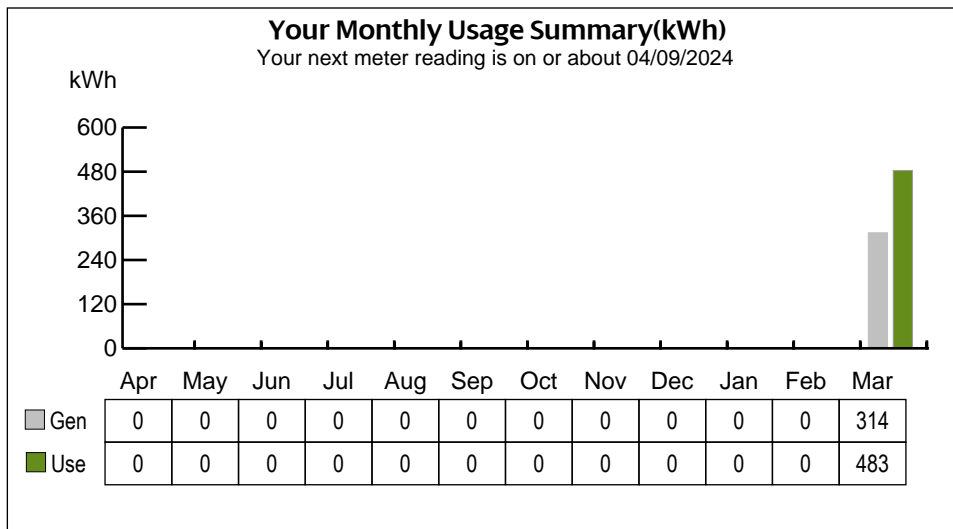 Your Monthly Usage Summary(kWh)
Your next meter reading is on or about 04/09/2024
kWh
600
480
360
240
120
0
Apr May Jun Jul Aug Sep Oct Nov Dec Jan Feb Mar
Gen 0 0 0 0 0 0 0 0 0 0 0 314
Use 0 0 0 0 0 0 0 0 0 0 0 483